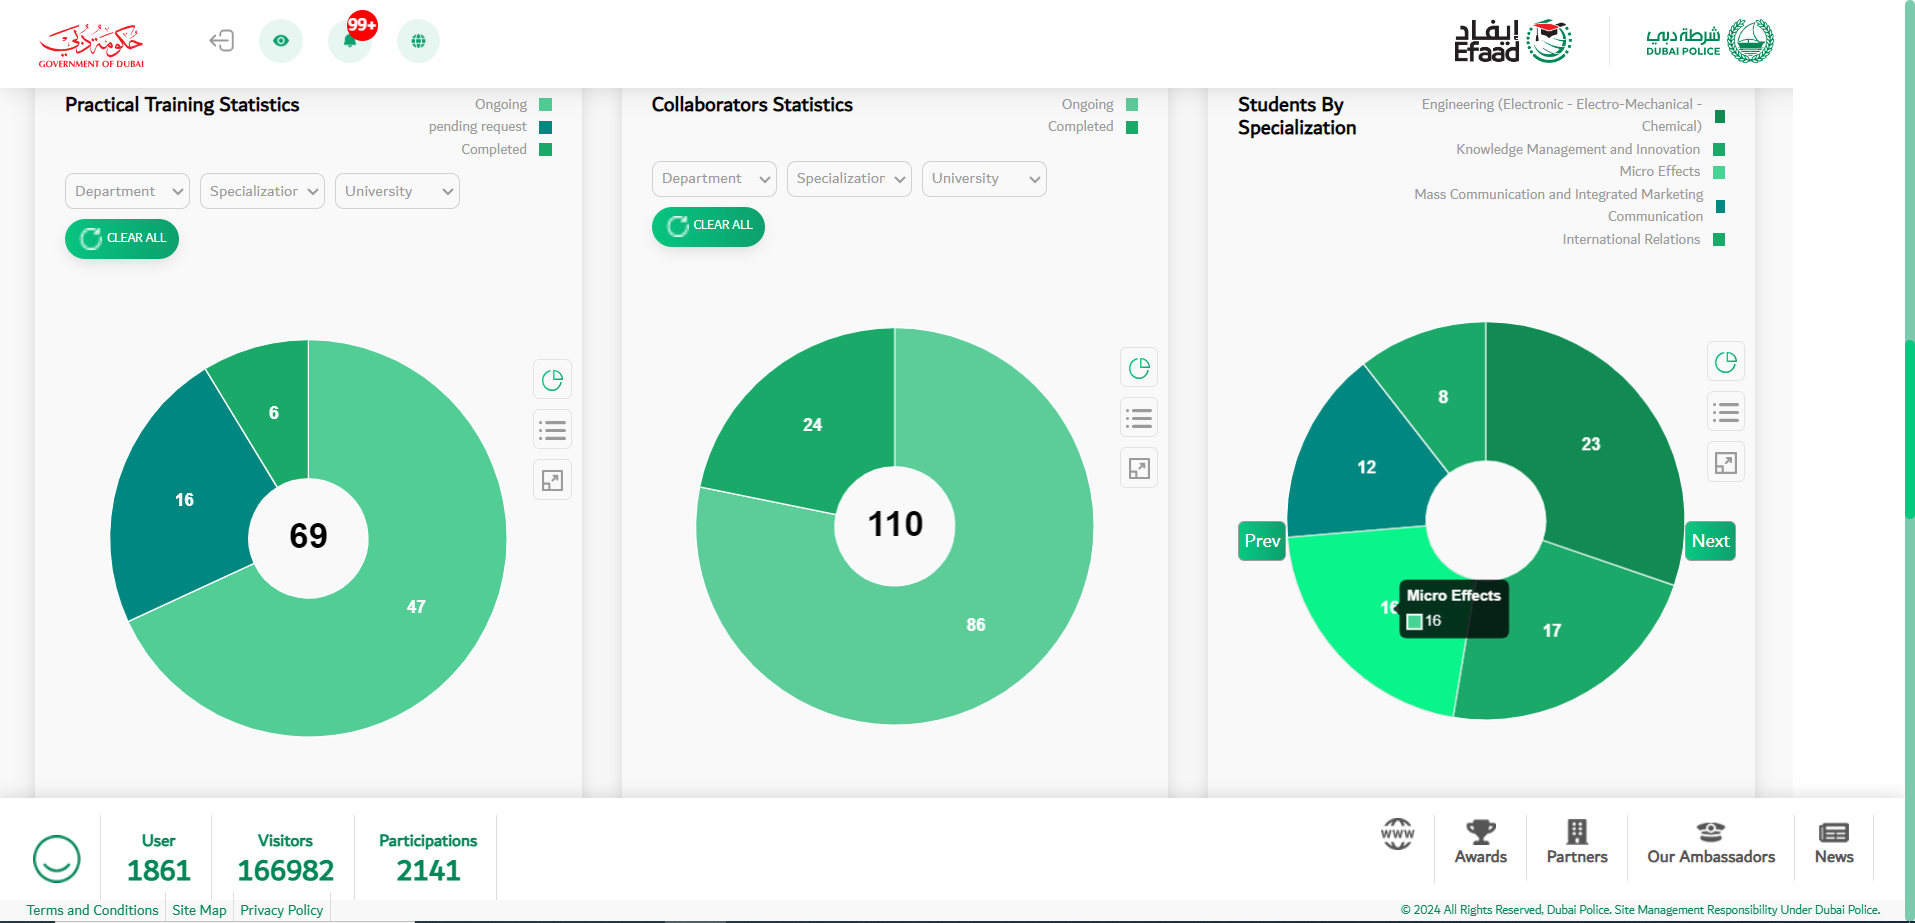 حكومة دبي
GOVERNMENT OF DUBAI
99+
إيفاد
Efaad
شرطة دبي
DUBAI POLICE
Practical Training Statistics
Ongoing
pending request
Completed
Department
Specialization
University
CLEAR ALL
6
16
69
47
Collaborators Statistics
Ongoing
Completed
Department
Specialization
University
CLEAR ALL
24
110
86
Students By
Specialization
Engineering (Electronic - Electro-Mechanical -
Chemical)
Knowledge Management and Innovation
Micro Effects
Mass Communication and Integrated Marketing
Communication
International Relations
8
23
12
Prev
Next
16
Micro Effects
16
17
User
1861
Visitors
166982
Participations
2141
WWW
Awards
Partners
Our Ambassadors
News
Terms and Conditions
Site Map
Privacy Policy
© 2024 All Rights Reserved, Dubai Police. Site Management Responsibility Under Dubai Police.